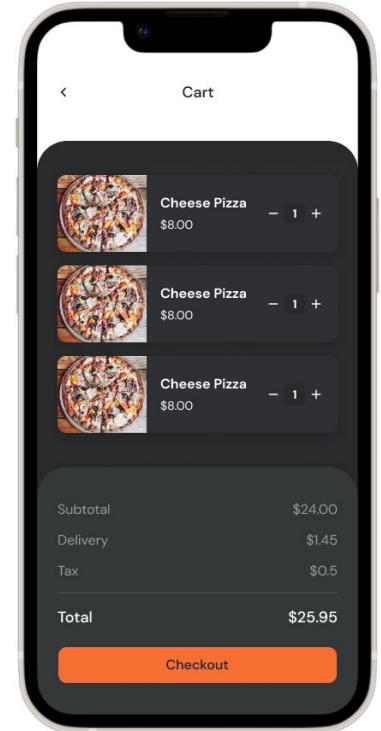 Cart
Cheese Pizza
$8.00
− 1 +
Cheese Pizza
$8.00
− 1 +
Cheese Pizza
$8.00
− 1 +
Subtotal $24.00
Delivery $1.45
Tax $0.5
Total $25.95
Checkout